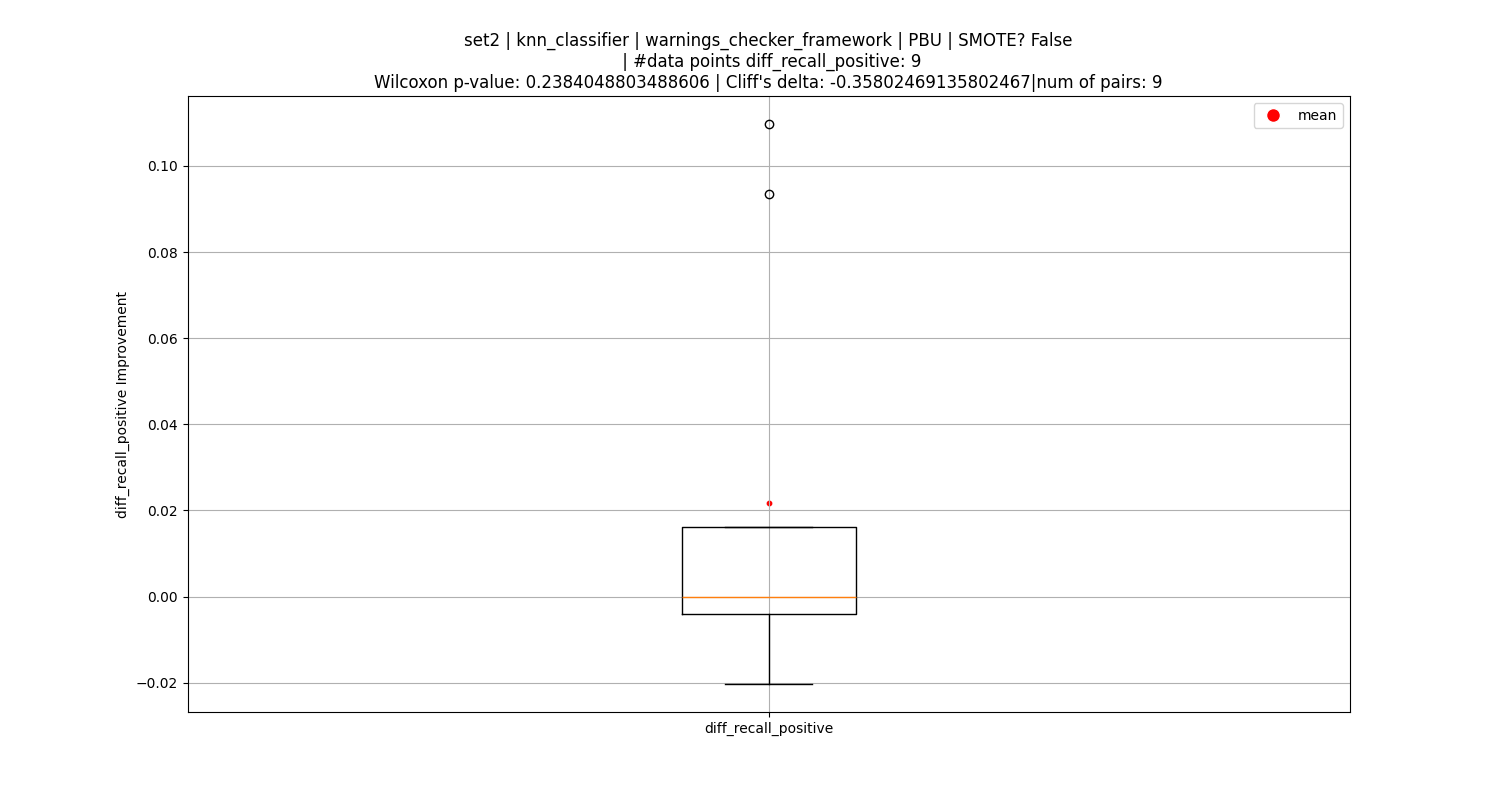 set2 | knn_classifier | warnings_checker_framework | PBU | SMOTE? False
| #data points diff_recall_positive: 9
Wilcoxon p-value: 0.2384048803488606 | Cliff's delta: -0.35802469135802467|num of pairs: 9
mean
0.10
0.08
0.06
0.04
0.02
0.00
−0.02
diff_recall_positive Improvement
diff_recall_positive